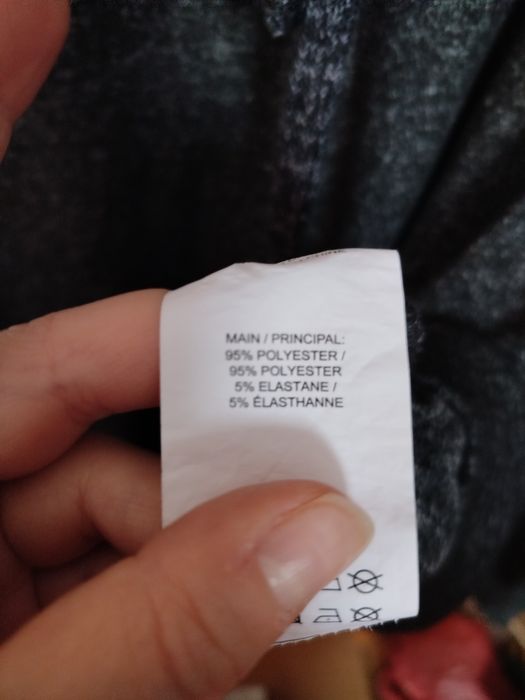 MAIN / PRINCIPAL:
95% POLYESTER /
95% POLYESTER
5% ELASTANE /
5% ÉLASTHANNE